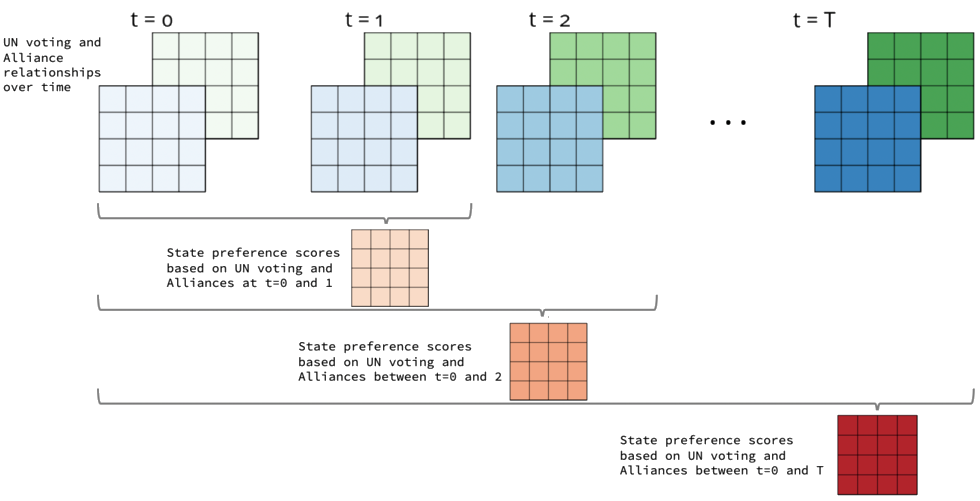 t = 0
t = 1
t = 2
t = T
UN voting and
Alliance
relationships
over time
...
State preference scores
based on UN voting and
Alliances at t=0 and 1
State preference scores
based on UN voting and
Alliances between t=0 and 2
State preference scores
based on UN voting and
Alliances between t=0 and T